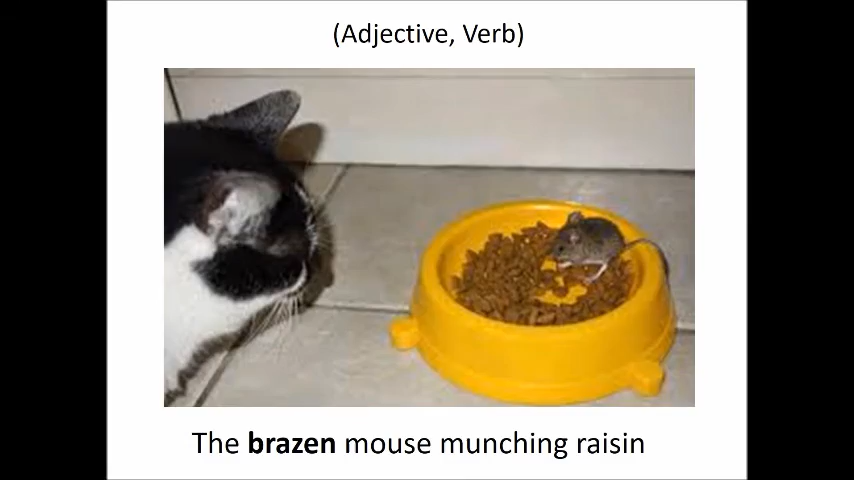 (Adjective, Verb)
The brazen mouse munching raisin